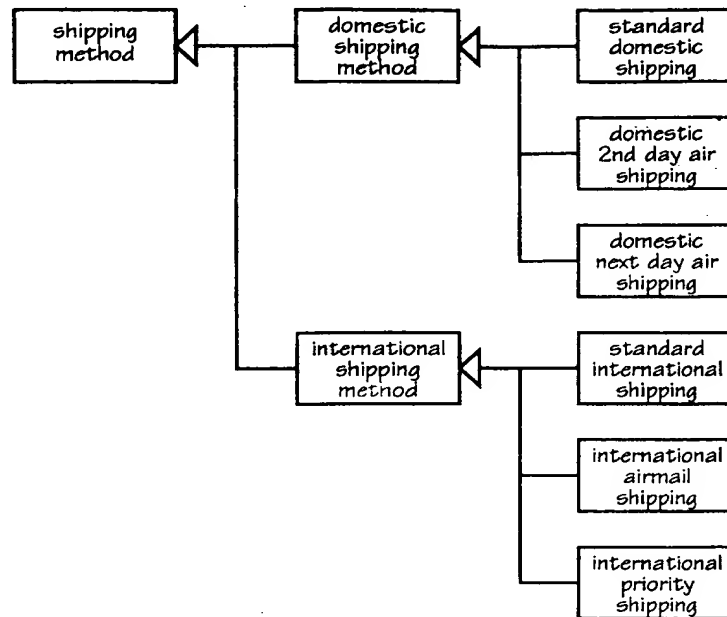 shipping
method
domestic
shipping
method
standard
domestic
shipping
domestic
2nd day air
shipping
domestic
next day air
shipping
international
shipping
method
standard
international
shipping
international
airmail
shipping
international
priority
shipping